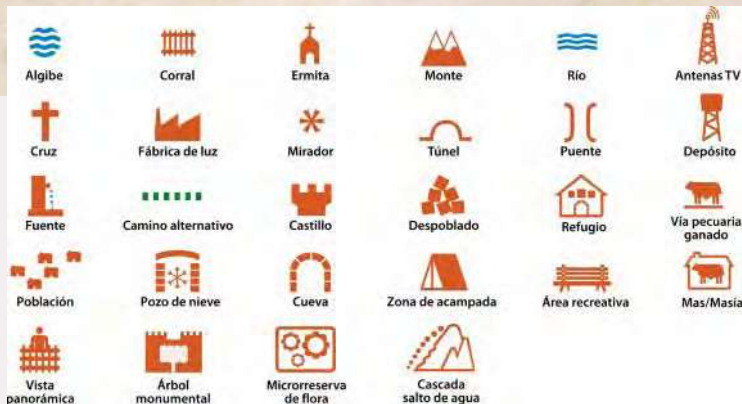 Algibe Corral Ermita Monte Río Antenas TV
Cruz Fábrica de luz Mirador Túnel Puente Depósito
Fuente Camino alternativo Castillo Despoblado Refugio Vía pecuaria
ganado
Población Pozo de nieve Cueva Zona de acampada Área recreativa Mas/Masía
Vista Árbol Microrreserva Cascada
panorámica monumental de flora salto de agua